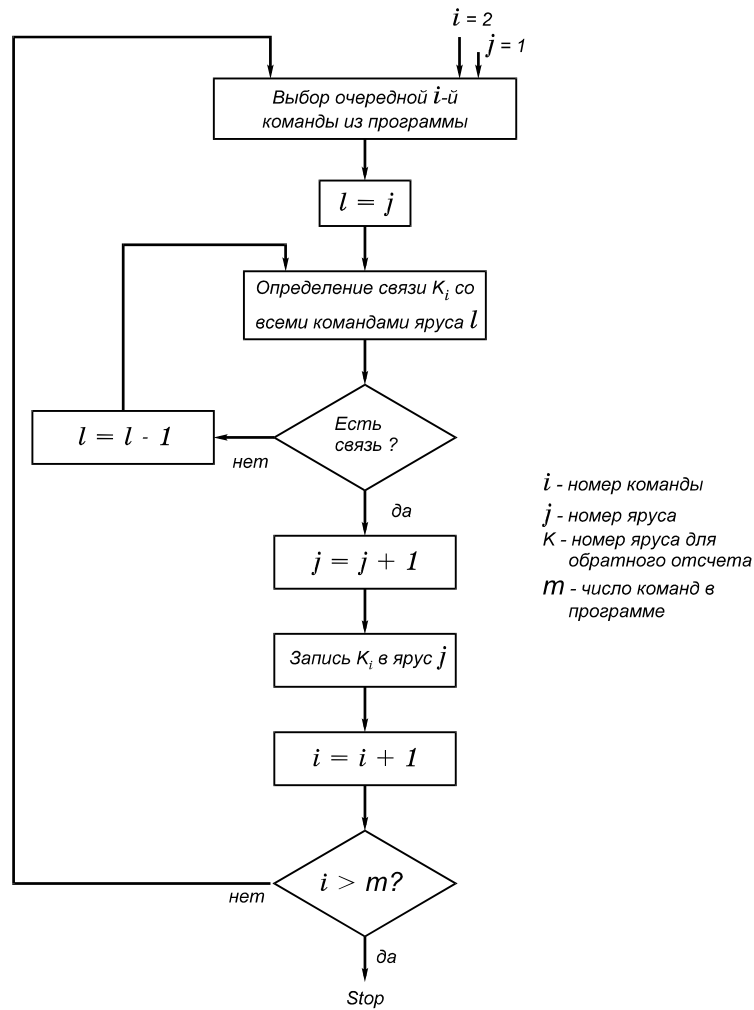 i = 2
j = 1
Выбор очередной i-й
команды из программы
l = j
Определение связи Kᵢ со
всеми командами яруса l
Есть
связь ?
l = l - 1
нет
да
j = j + 1
Запись Kᵢ в ярус j
i = i + 1
i > m?
нет
да
Stop
i - номер команды
j - номер яруса
K - номер яруса для
обратного отсчета
m - число команд в
программе